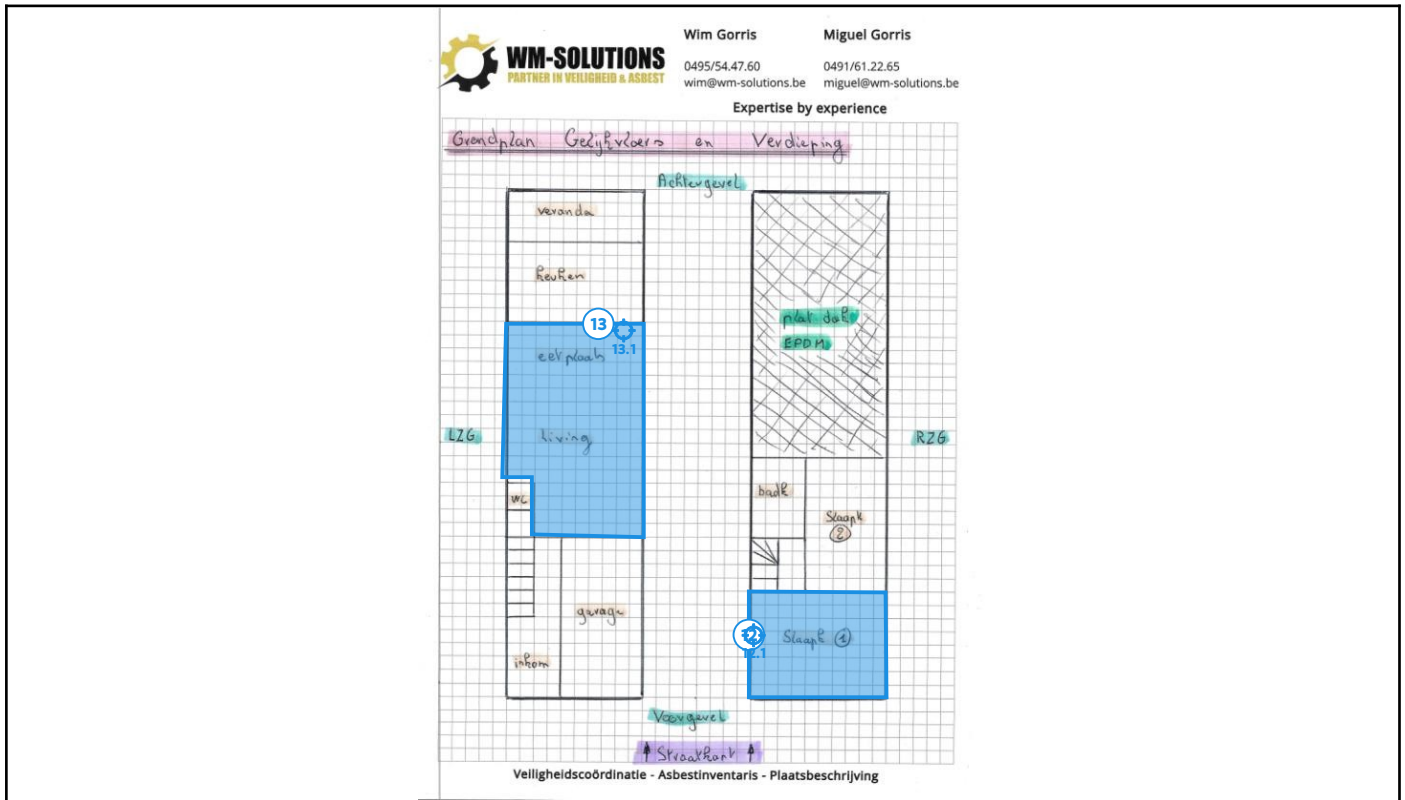 WM-SOLUTIONS
PARTNER IN VEILIGHEID & ASBEST
Wim Gorris
0495/54.47.60
wim@wm-solutions.be
Miguel Gorris
0491/61.22.65
miguel@wm-solutions.be
Expertise by experience
Grondplan Gelijkvloers en Verdieping
Achtergevel
veranda
keuken
13
13.1
eetplaats
living
plat dak
EPDM
LZG
RZG
wc
badk
Slaapk
2
garage
inkom
12.1
Slaapk 1
Voorgevel
Straatkant
Veiligheidscoördinatie - Asbestinventaris - Plaatsbeschrijving